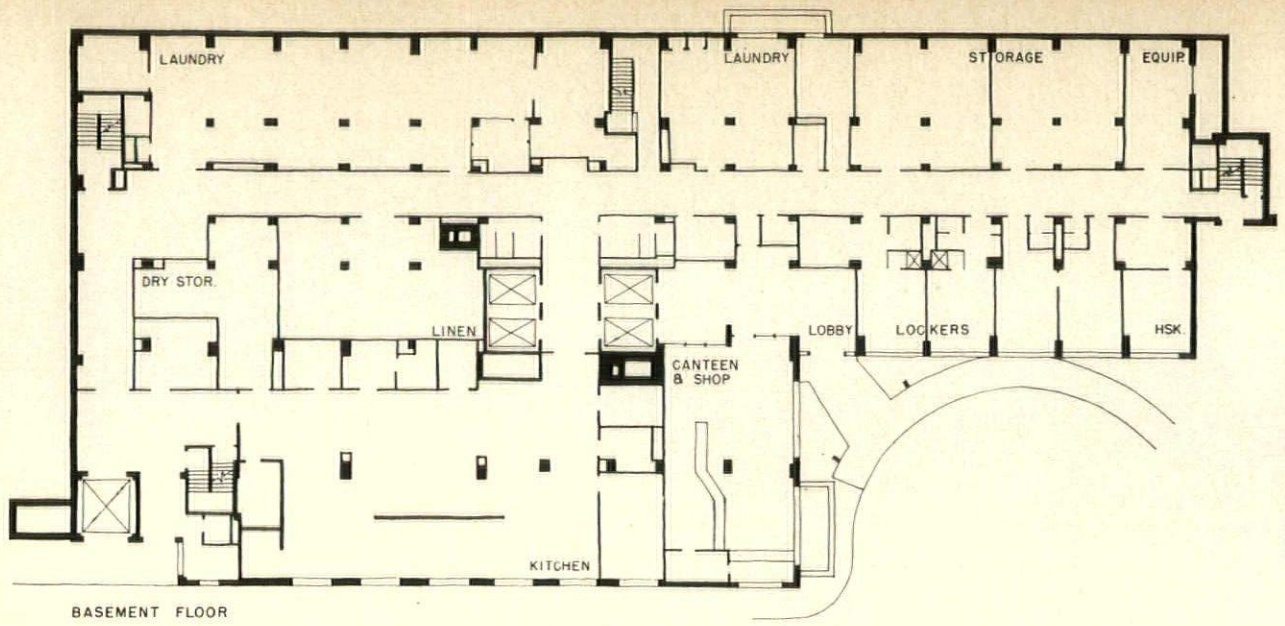 LAUNDRY
LAUNDRY
STORAGE
EQUIP.
DRY STOR.
LINEN
LOBBY
LOCKERS
HSK.
CANTEEN
& SHOP
KITCHEN
BASEMENT FLOOR